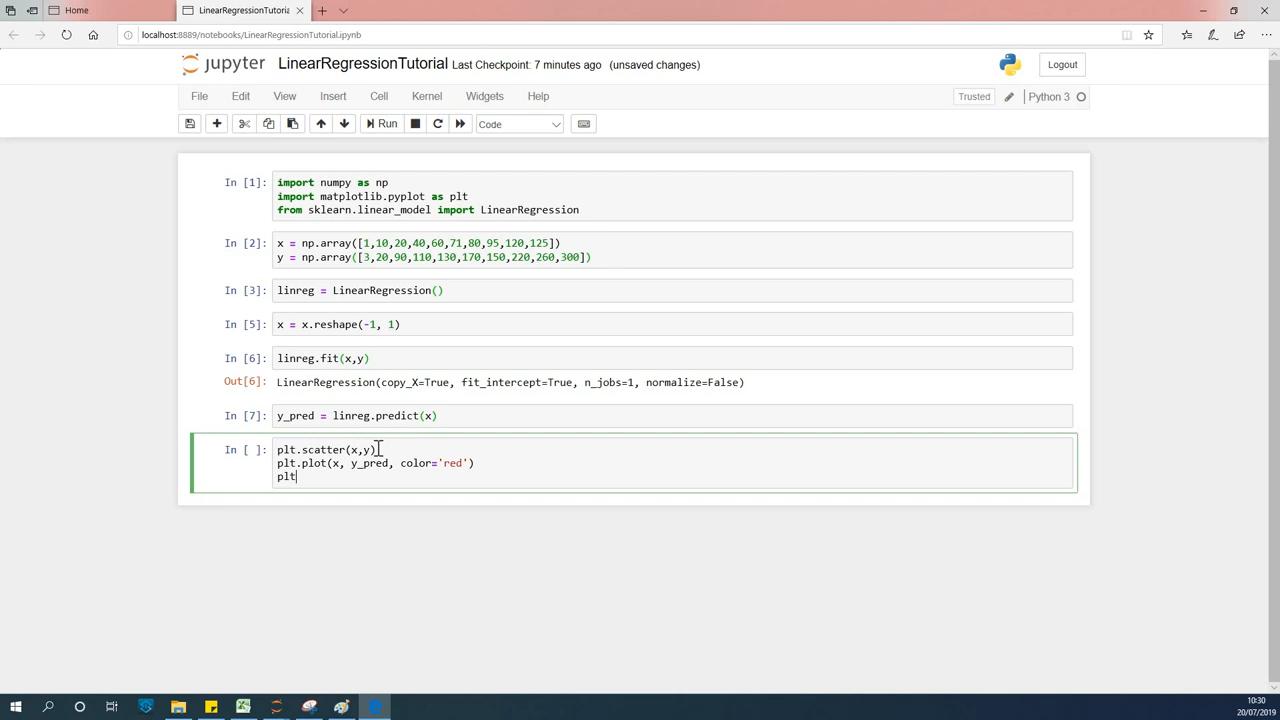 Home
LinearRegressionTutoria
localhost:8889/notebooks/LinearRegressionTutorial.ipynb
jupyter LinearRegressionTutorial Last Checkpoint: 7 minutes ago (unsaved changes)
Logout
File Edit View Insert Cell Kernel Widgets Help
Trusted
Python 3
Run
Code
In [1]: import numpy as np
import matplotlib.pyplot as plt
from sklearn.linear_model import LinearRegression
In [2]: x = np.array([1,10,20,40,60,71,80,95,120,125])
y = np.array([3,20,90,110,130,170,150,220,260,300])
In [3]: linreg = LinearRegression()
In [5]: x = x.reshape(-1, 1)
In [6]: linreg.fit(x,y)
Out[6]: LinearRegression(copy_X=True, fit_intercept=True, n_jobs=1, normalize=False)
In [7]: y_pred = linreg.predict(x)
In [ ]: plt.scatter(x,y)
plt.plot(x, y_pred, color='red')
plt
10:30
20/07/2019